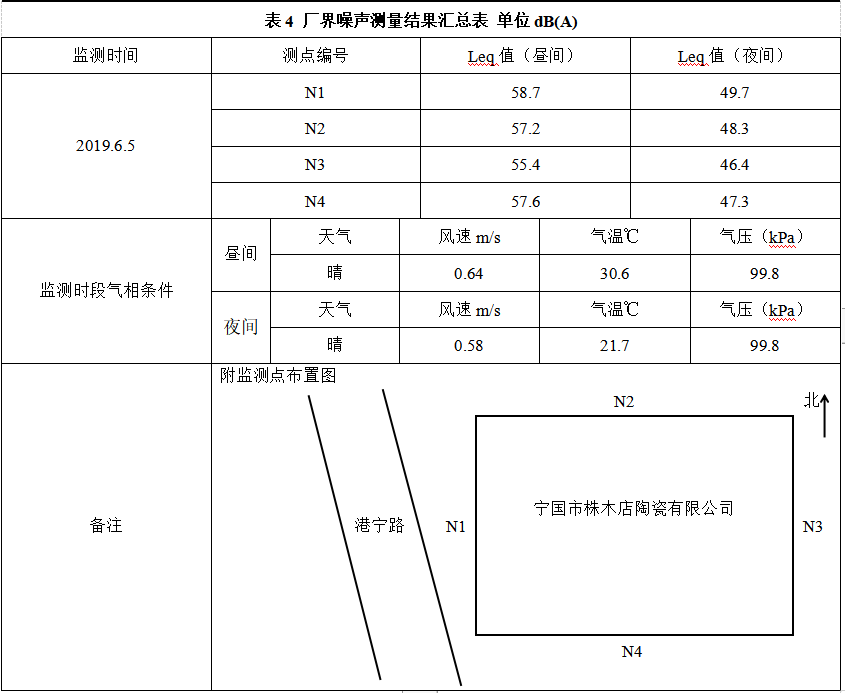 表 4 厂界噪声测量结果汇总表 单位 dB(A)
监测时间 测点编号 Leq 值（昼间） Leq 值（夜间）
2019.6.5
N1 58.7 49.7
N2 57.2 48.3
N3 55.4 46.4
N4 57.6 47.3
监测时段气相条件
昼间 天气 风速 m/s 气温℃ 气压（kPa）
晴 0.64 30.6 99.8
夜间 天气 风速 m/s 气温℃ 气压（kPa）
晴 0.58 21.7 99.8
备注
附监测点布置图
N2
北
宁国市株木店陶瓷有限公司
港宁路
N1
N3
N4